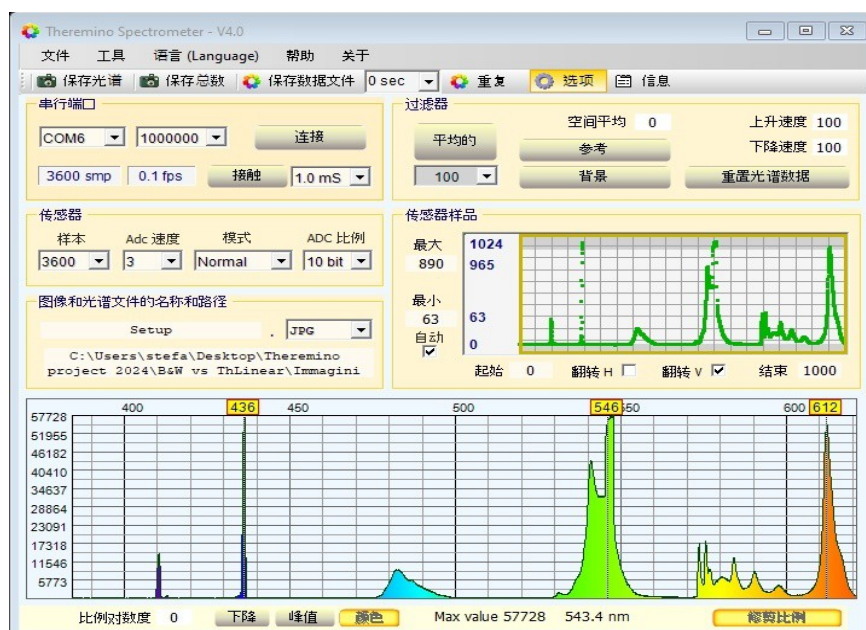 Theremino Spectrometer - V4.0
文件 工具 语言 (Language) 帮助 关于
保存光谱 保存总数 保存数据文件 0 sec 重复 选项 信息
串行端口
COM6 1000000 连接
3600 smp 0.1 fps 接触 1.0 mS
过滤器
平均的 空间平均 0 上升速度 100
参考 下降速度 100
100 背景 重置光谱数据
传感器
样本 Adc 速度 模式 ADC 比例
3600 3 Normal 10 bit
图像和光谱文件的名称和路径
Setup . JPG
C:\Users\stefa\Desktop\Theremino
project 2024\B&W vs ThLinear\Immagini
传感器样品
最大 1024
890 965
最小
63 63
自动 0
起始 0 翻转 H 翻转 V 结束 1000
400 436 450 500 546 550 600 612
57728
51955
46182
40410
34637
28864
23091
17318
11546
5773
比例对数度 0 下降 峰值 颜色 Max value 57728 543.4 nm 修剪比例